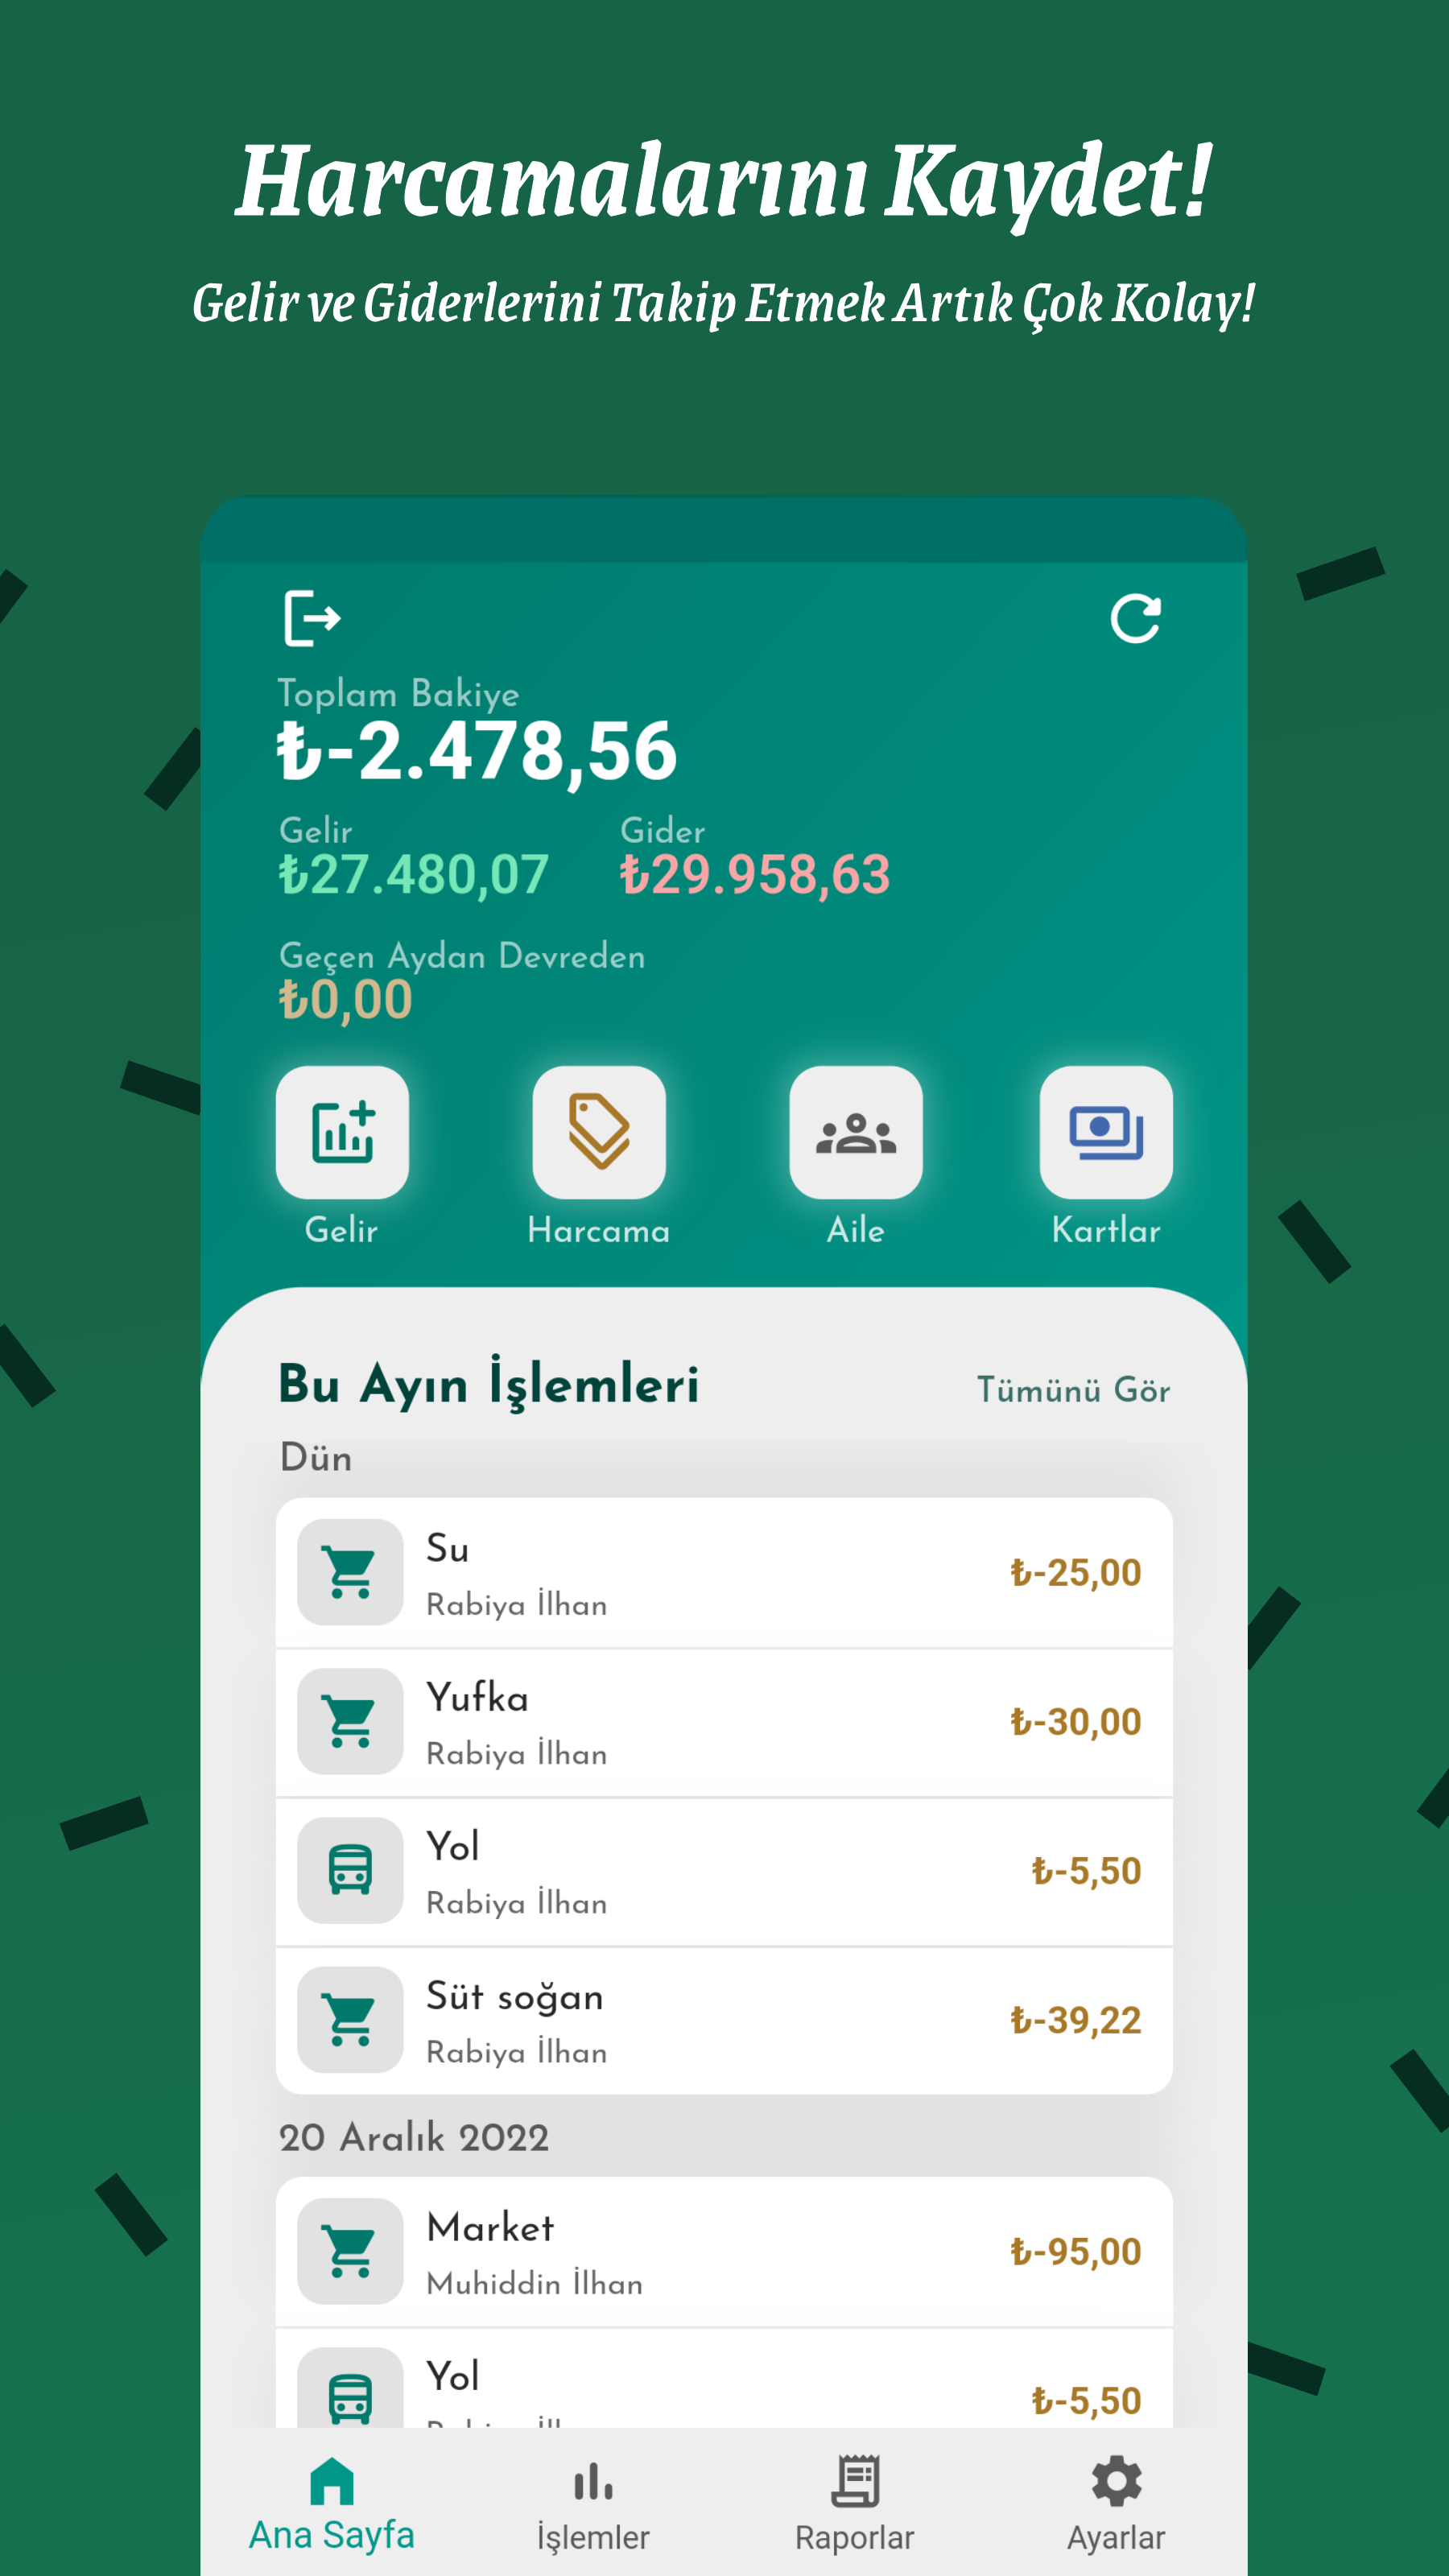 Harcamalarını Kaydet!
Gelir ve Giderlerini Takip Etmek Artık Çok Kolay!
Toplam Bakiye
₺-2.478,56
Gelir Gider
₺27.480,07 ₺29.958,63
Geçen Aydan Devreden
₺0,00
Gelir Harcama Aile Kartlar
Bu Ayın İşlemleri Tümünü Gör
Dün
Su
₺-25,00
Rabiya İlhan
Yufka
₺-30,00
Rabiya İlhan
Yol
₺-5,50
Rabiya İlhan
Süt soğan
₺-39,22
Rabiya İlhan
20 Aralık 2022
Market
₺-95,00
Muhiddin İlhan
Yol
₺-5,50
Ana Sayfa İşlemler Raporlar Ayarlar